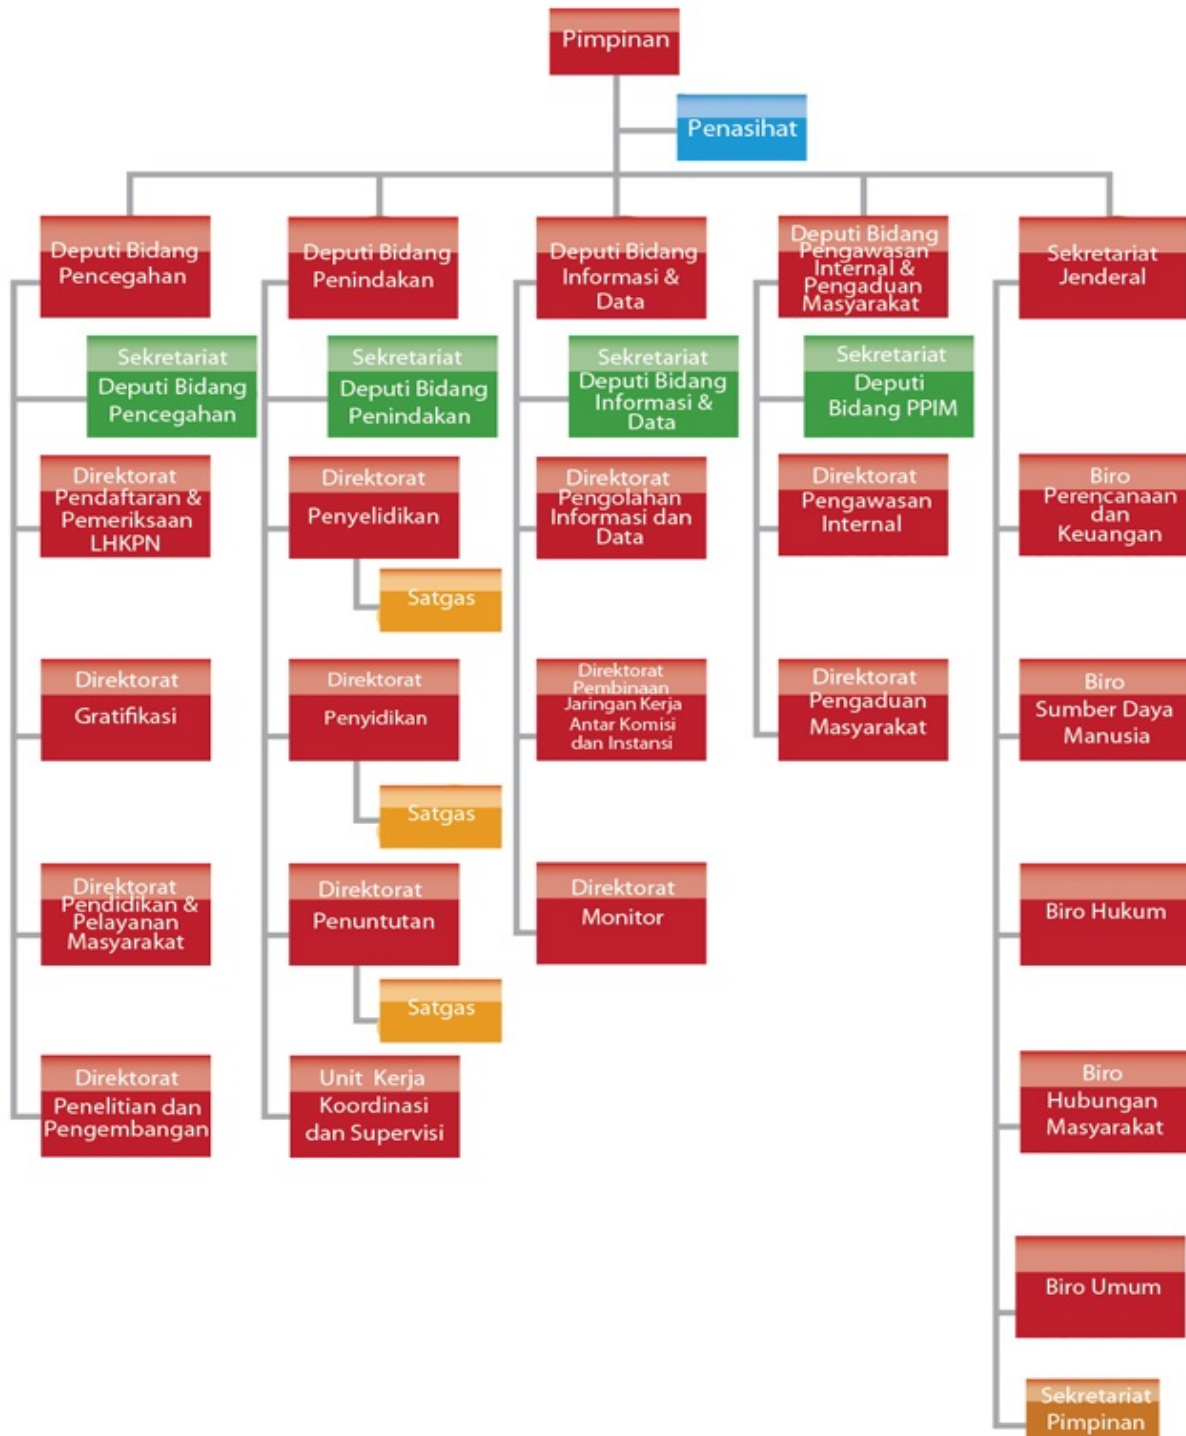 Pimpinan
Penasihat
Deputi Bidang
Pencegahan
Deputi Bidang
Penindakan
Deputi Bidang
Informasi &
Data
Deputi Bidang
Pengawasan
Internal &
Pengaduan
Masyarakat
Sekretariat
Jenderal
Sekretariat
Deputi Bidang
Pencegahan
Sekretariat
Deputi Bidang
Penindakan
Sekretariat
Deputi Bidang
Informasi &
Data
Sekretariat
Deputi
Bidang PPIM
Direktorat
Pendaftaran &
Pemeriksaan
LHKPN
Direktorat
Penyelidikan
Direktorat
Pengolahan
Informasi dan
Data
Direktorat
Pengawasan
Internal
Biro
Perencanaan
dan
Keuangan
Satgas
Direktorat
Gratifikasi
Direktorat
Penyidikan
Direktorat
Pembinaan
Jaringan Kerja
Antar Komisi
dan Instansi
Direktorat
Pengaduan
Masyarakat
Biro
Sumber Daya
Manusia
Satgas
Direktorat
Pendidikan &
Pelayanan
Masyarakat
Direktorat
Penuntutan
Direktorat
Monitor
Biro Hukum
Satgas
Direktorat
Penelitian dan
Pengembangan
Unit Kerja
Koordinasi
dan Supervisi
Biro
Hubungan
Masyarakat
Biro Umum
Sekretariat
Pimpinan